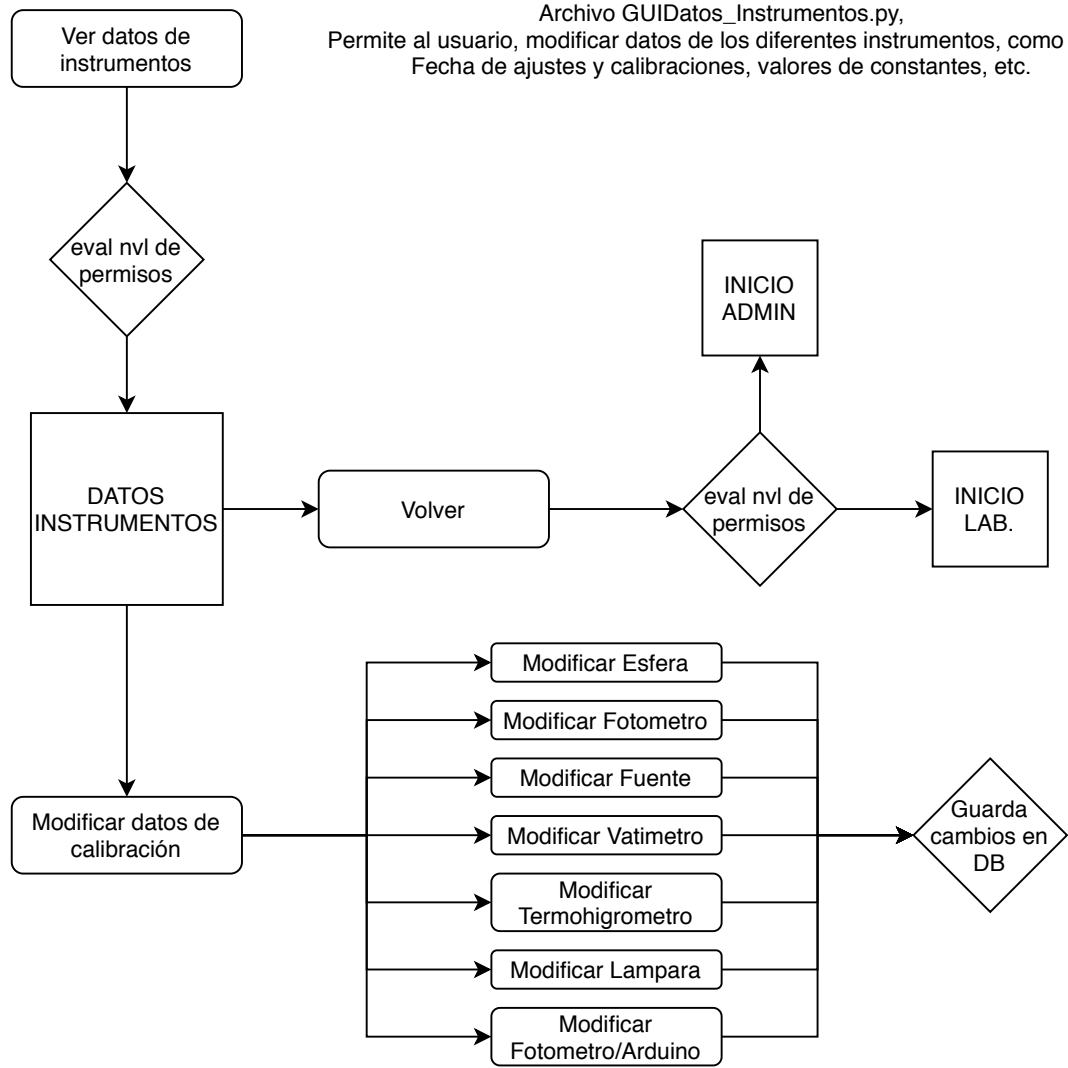 Archivo GUIDatos_Instrumentos.py,
Permite al usuario, modificar datos de los diferentes instrumentos, como
Fecha de ajustes y calibraciones, valores de constantes, etc.
Ver datos de
instrumentos
eval nvl de
permisos
INICIO
ADMIN
DATOS
INSTRUMENTOS
Volver
eval nvl de
permisos
INICIO
LAB.
Modificar datos de
calibración
Modificar Esfera
Modificar Fotometro
Modificar Fuente
Modificar Vatimetro
Modificar
Termohigrometro
Modificar Lampara
Modificar
Fotometro/Arduino
Guarda
cambios en
DB